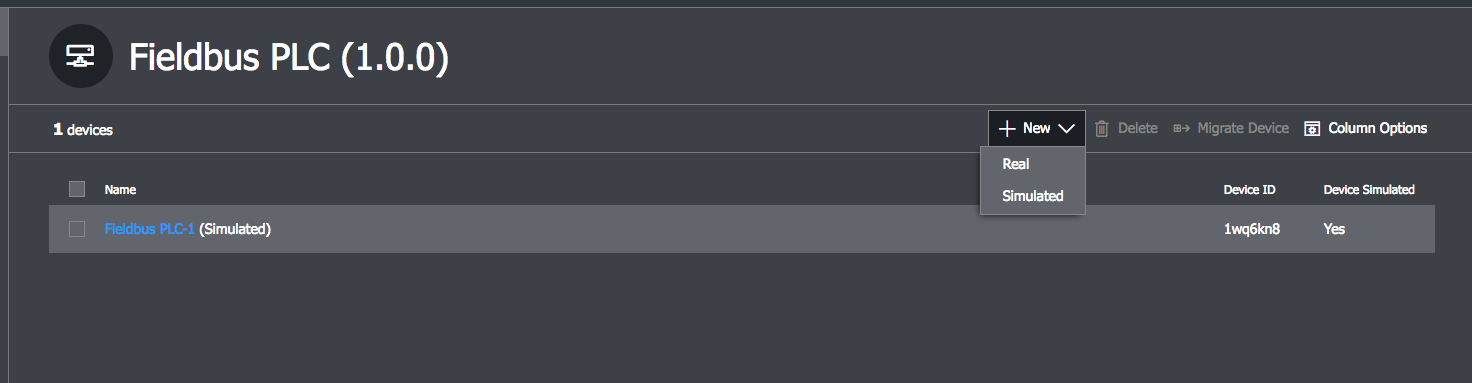 Fieldbus PLC (1.0.0)
1 devices
New
Delete
Migrate Device
Column Options
Real
Simulated
Name
Device ID
Device Simulated
Fieldbus PLC-1 (Simulated)
1wq6kn8
Yes